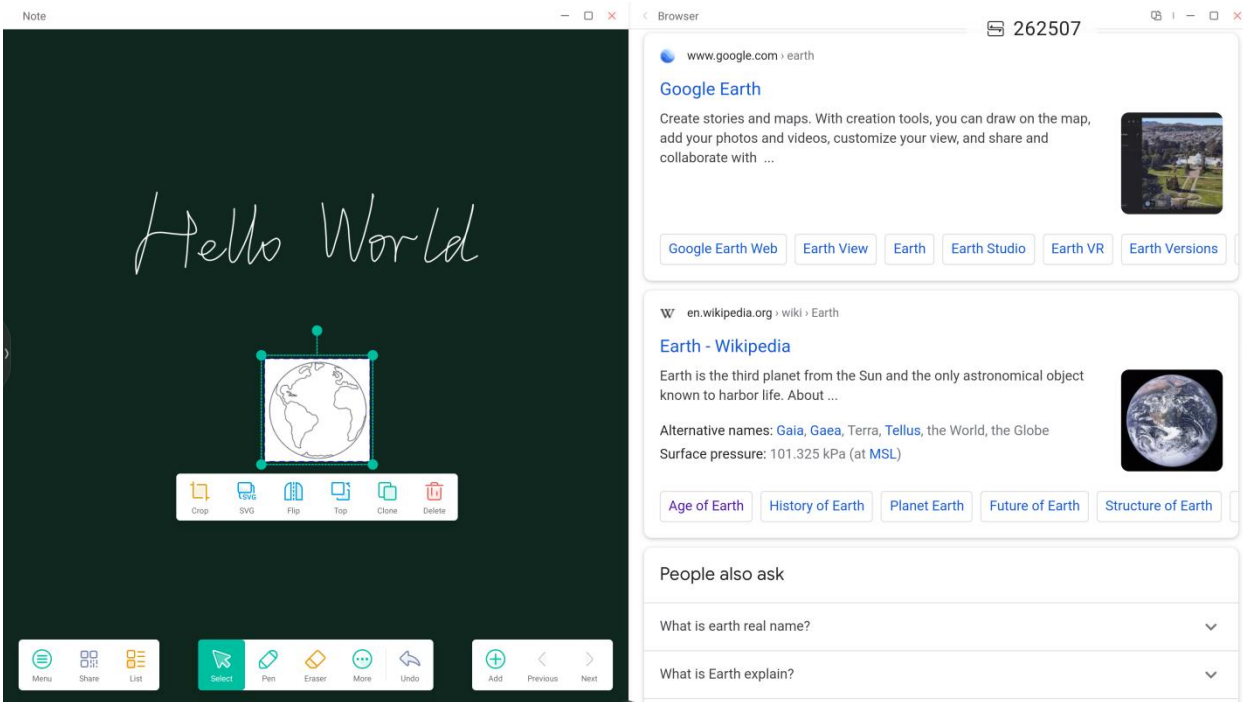 Note
Hello World
Crop SVG Flip Top Clone Delete
Menu Share List Select Pen Eraser More Undo Add Previous Next
Browser
262507
www.google.com › earth
Google Earth
Create stories and maps. With creation tools, you can draw on the map,
add your photos and videos, customize your view, and share and
collaborate with ...
Google Earth Web Earth View Earth Earth Studio Earth VR Earth Versions
W en.wikipedia.org › wiki › Earth
Earth - Wikipedia
Earth is the third planet from the Sun and the only astronomical object
known to harbor life. About ...
Alternative names: Gaia, Gaea, Terra, Tellus, the World, the Globe
Surface pressure: 101.325 kPa (at MSL)
Age of Earth History of Earth Planet Earth Future of Earth Structure of Earth
People also ask
What is earth real name?
What is Earth explain?